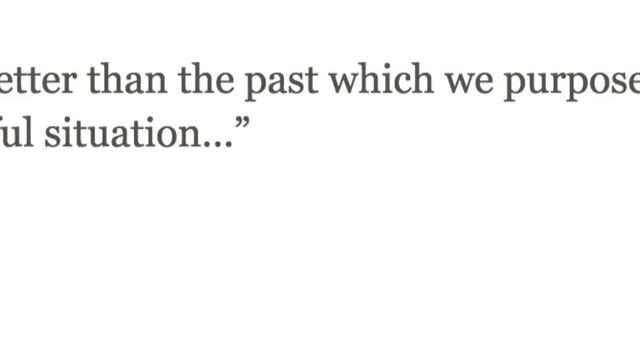 etter than the past which we purpose
ful situation...”